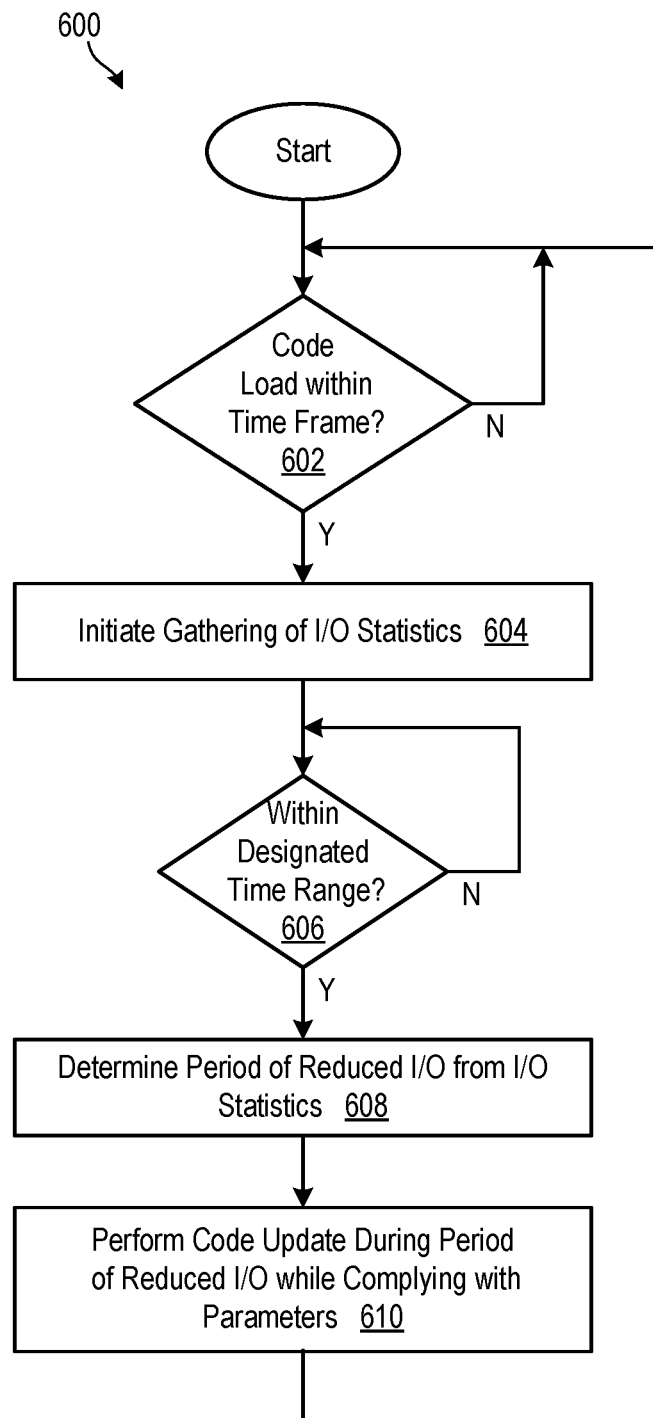 600
Start
Code
Load within
Time Frame?
602
N
Y
Initiate Gathering of I/O Statistics 604
Within
Designated
Time Range?
606
N
Y
Determine Period of Reduced I/O from I/O
Statistics 608
Perform Code Update During Period
of Reduced I/O while Complying with
Parameters 610